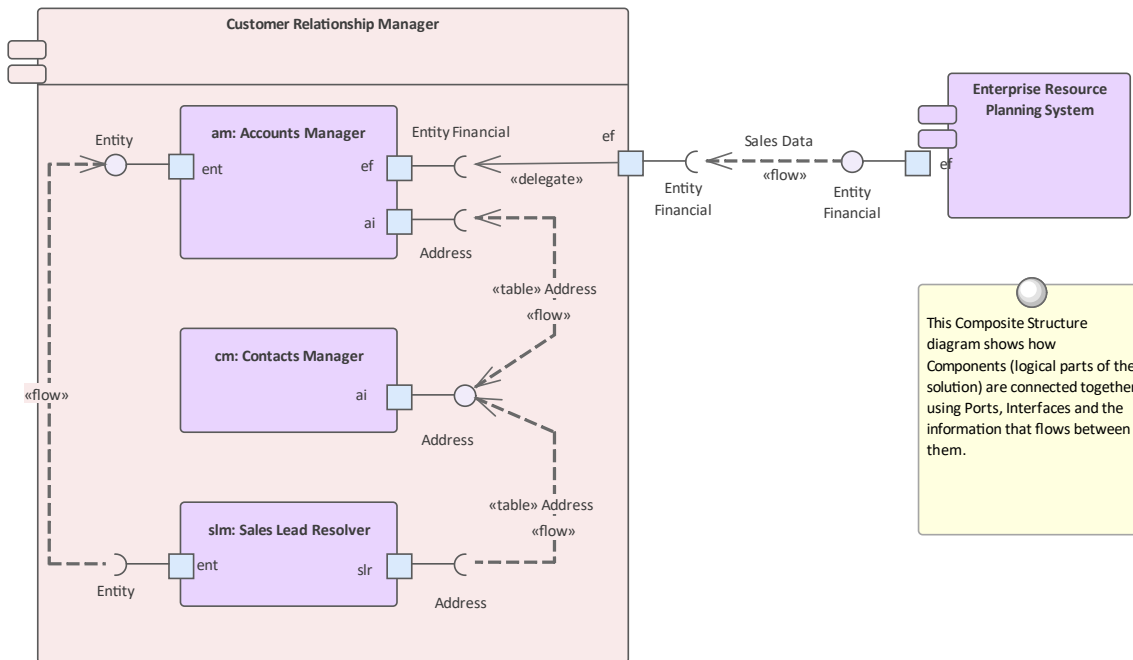 Customer Relationship Manager
Enterprise Resource
Planning System
ef
am: Accounts Manager
Entity
ent
ef
Entity Financial
«delegate»
ai
Address
ef
Entity
Financial
Sales Data
«flow»
Entity
Financial
«table» Address
«flow»
cm: Contacts Manager
ai
Address
«flow»
«table» Address
«flow»
slm: Sales Lead Resolver
ent
Entity
slr
Address
This Composite Structure
diagram shows how
Components (logical parts of the
solution) are connected together
using Ports, Interfaces and the
information that flows between
them.